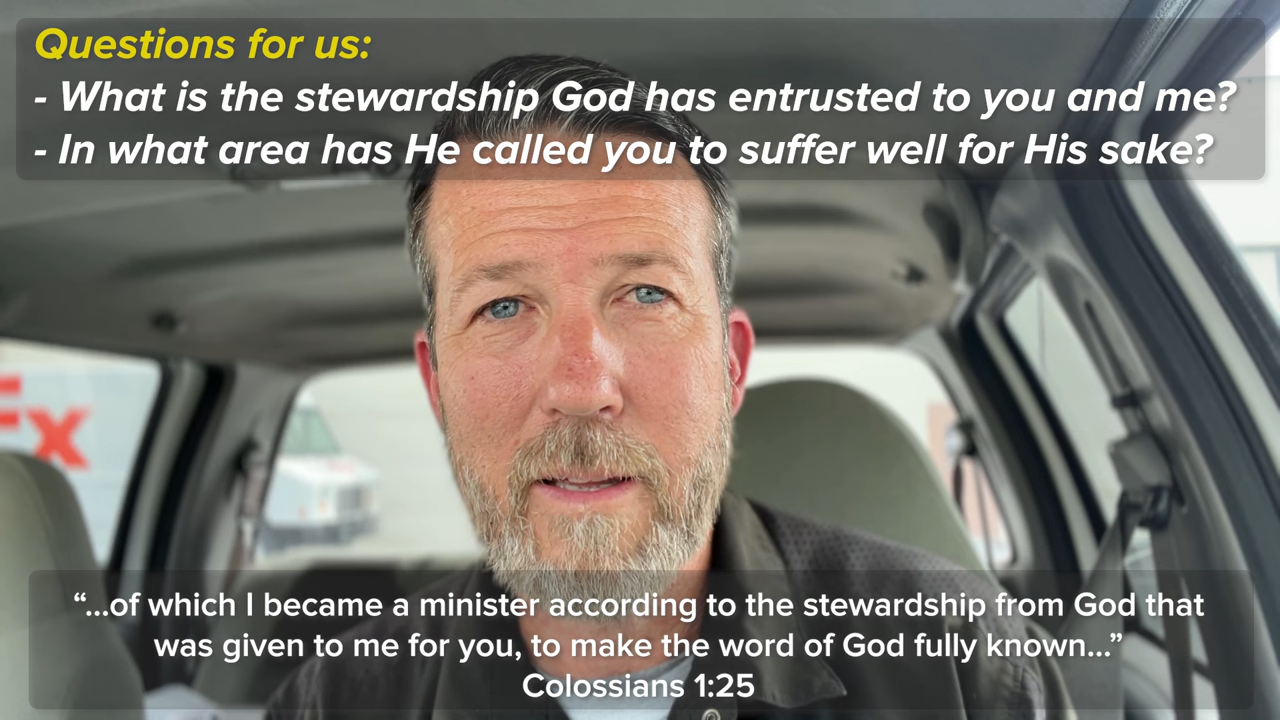 Questions for us:
- What is the stewardship God has entrusted to you and me?
- In what area has He called you to suffer well for His sake?
Ex
“...of which I became a minister according to the stewardship from God that
was given to me for you, to make the word of God fully known...”
Colossians 1:25